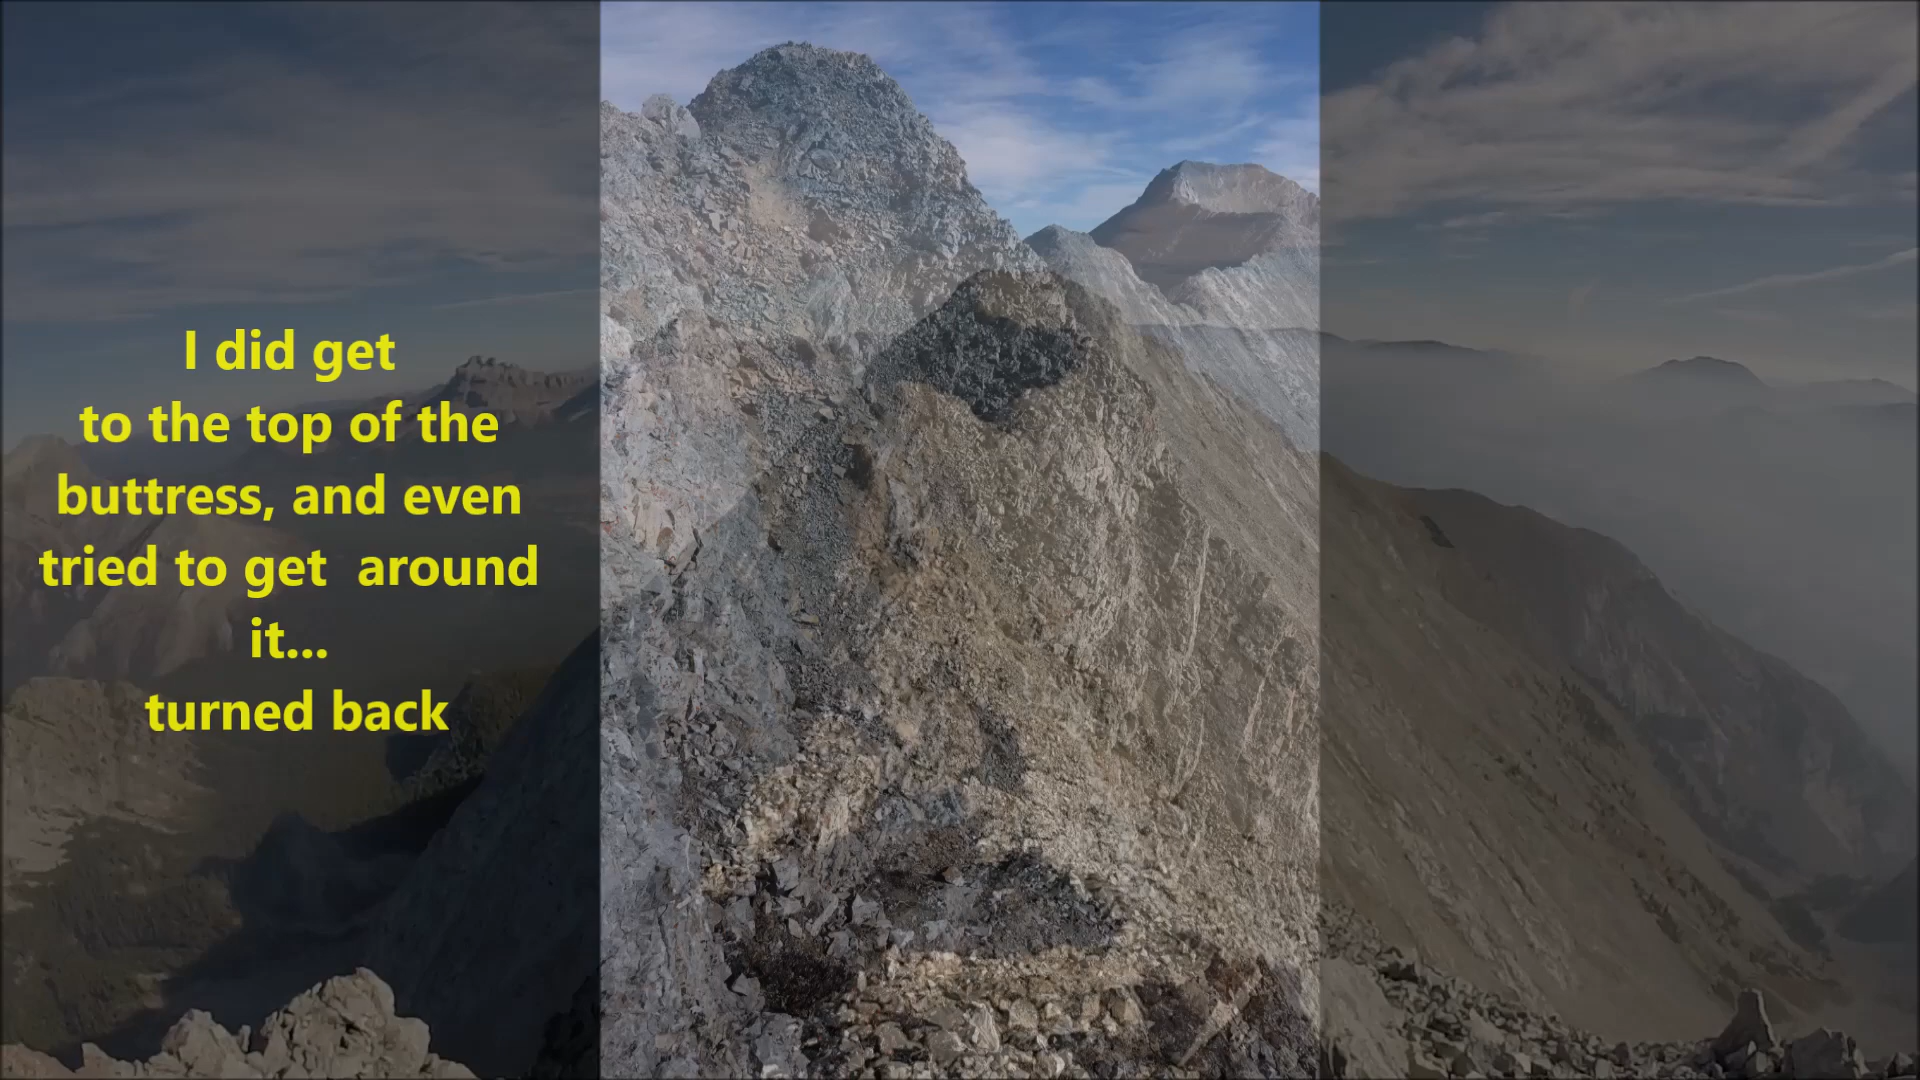 I did get
to the top of the
buttress, and even
tried to get  around
it...
turned back